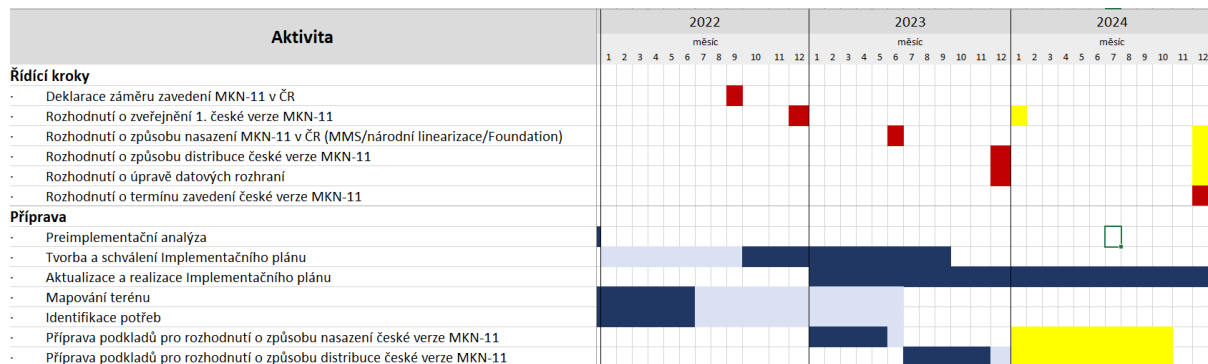 Aktivita
2022 2023 2024
měsíc měsíc měsíc
1 2 3 4 5 6 7 8 9 10 11 12 1 2 3 4 5 6 7 8 9 10 11 12 1 2 3 4 5 6 7 8 9 10 11 12
Řídící kroky
· Deklarace záměru zavedení MKN-11 v ČR
· Rozhodnutí o zveřejnění 1. české verze MKN-11
· Rozhodnutí o způsobu nasazení MKN-11 v ČR (MMS/národní linearizace/Foundation)
· Rozhodnutí o způsobu distribuce české verze MKN-11
· Rozhodnutí o úpravě datových rozhraní
· Rozhodnutí o termínu zavedení české verze MKN-11
Příprava
· Preimplementační analýza
· Tvorba a schválení Implementačního plánu
· Aktualizace a realizace Implementačního plánu
· Mapování terénu
· Identifikace potřeb
· Příprava podkladů pro rozhodnutí o způsobu nasazení české verze MKN-11
· Příprava podkladů pro rozhodnutí o způsobu distribuce české verze MKN-11